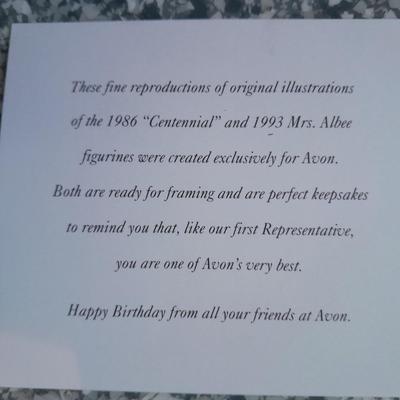 These fine reproductions of original illustrations
of the 1986 “Centennial” and 1993 Mrs. Albee
figurines were created exclusively for Avon.
Both are ready for framing and are perfect keepsakes
to remind you that, like our first Representative,
you are one of Avon's very best.
Happy Birthday from all your friends at Avon.